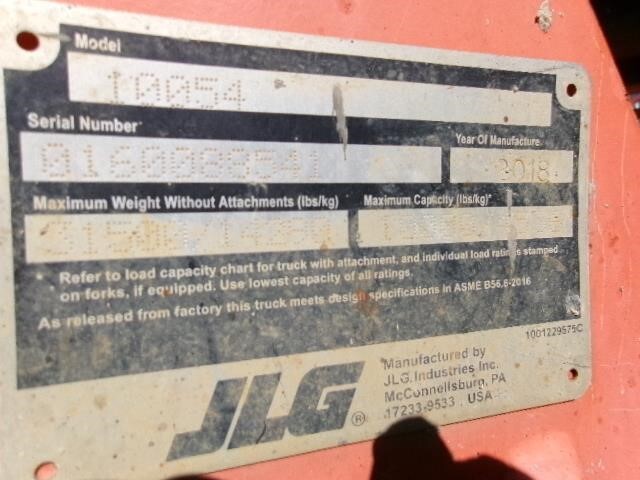 Model
10054
Serial Number
Year Of Manufacture
2018
Maximum Weight Without Attachments (lbs/kg)
Maximum Capacity (lbs/kg)*
* Refer to load capacity chart for truck with attachment, and individual load ratings stamped
on forks, if equipped. Use lowest capacity of all ratings.
As released from factory this truck meets design specifications in ASME B56.6-2016
1001229575C
JLG®
Manufactured by
JLG Industries Inc.
McConnellsburg, PA
17233-9533 USA